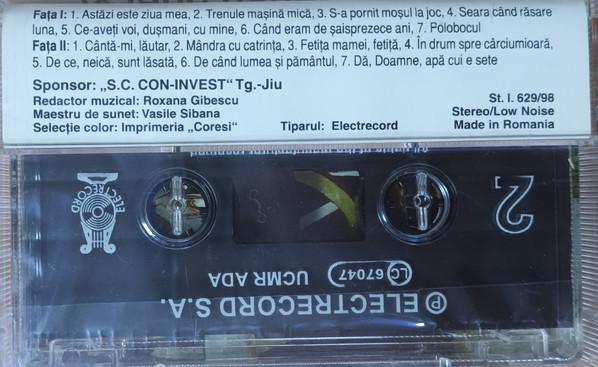 Fața I: 1. Astăzi este ziua mea, 2. Trenule mașină mică, 3. S-a pornit moșul la joc, 4. Seara când răsare
luna, 5. Ce-aveți voi, dușmani, cu mine, 6. Când eram de șaisprezece ani, 7. Polobocul
Fața II: 1. Cântă-mi, lăutar, 2. Mândra cu catrința, 3. Fetița mamei, fetiță, 4. În drum spre cârciumioară,
5. De ce, neică, sunt lăsată, 6. De când lumea și pământul, 7. Dă, Doamne, apă cui e sete
Sponsor: „S.C. CON-INVEST“ Tg.-Jiu
Redactor muzical: Roxana Gibescu
Maestru de sunet: Vasile Sibana
Selecție color: Imprimeria „Coresi“
Tiparul: Electrecord
St. I. 629/98
Stereo/Low Noise
Made in Romania
ELECTRECORD
2
LC 67047 UCMR ADA
℗ ELECTRECORD S.A.